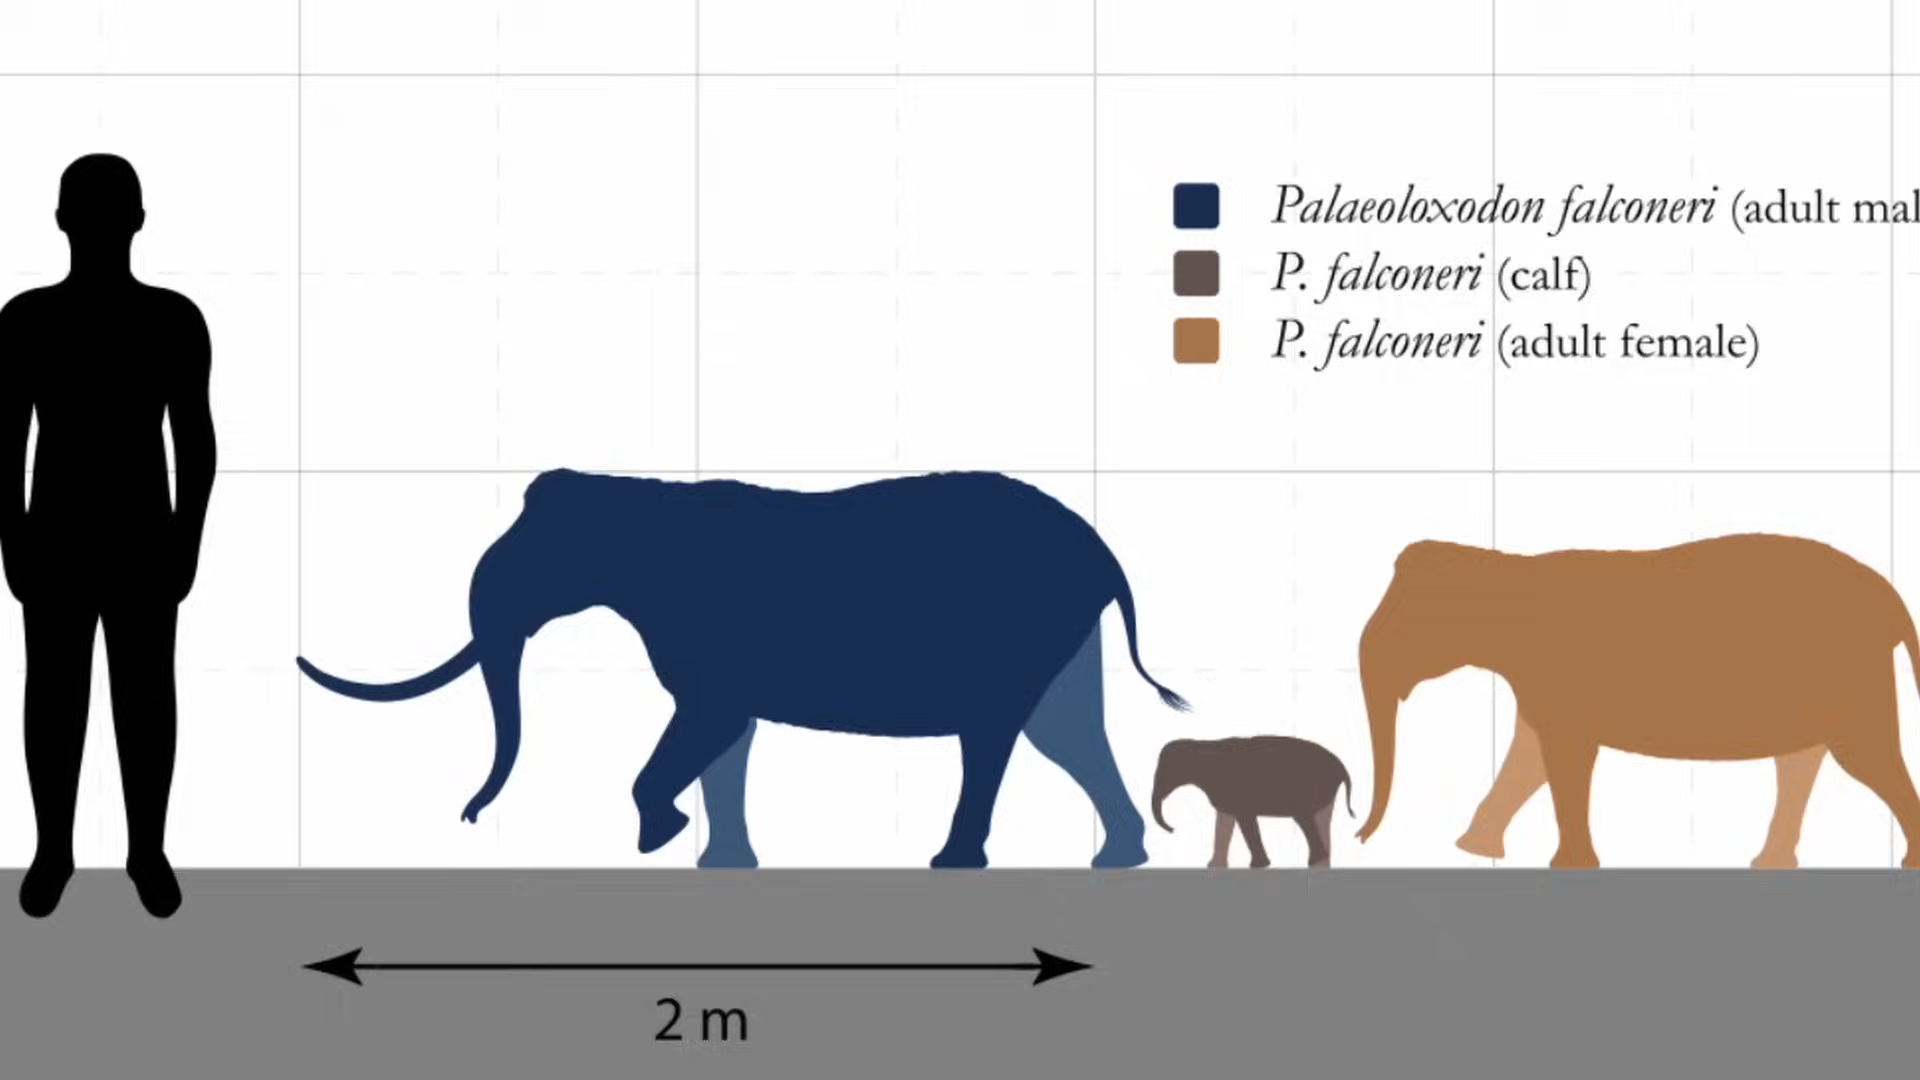 Palaeoloxodon falconeri (adult mal
P. falconeri (calf)
P. falconeri (adult female)
2 m